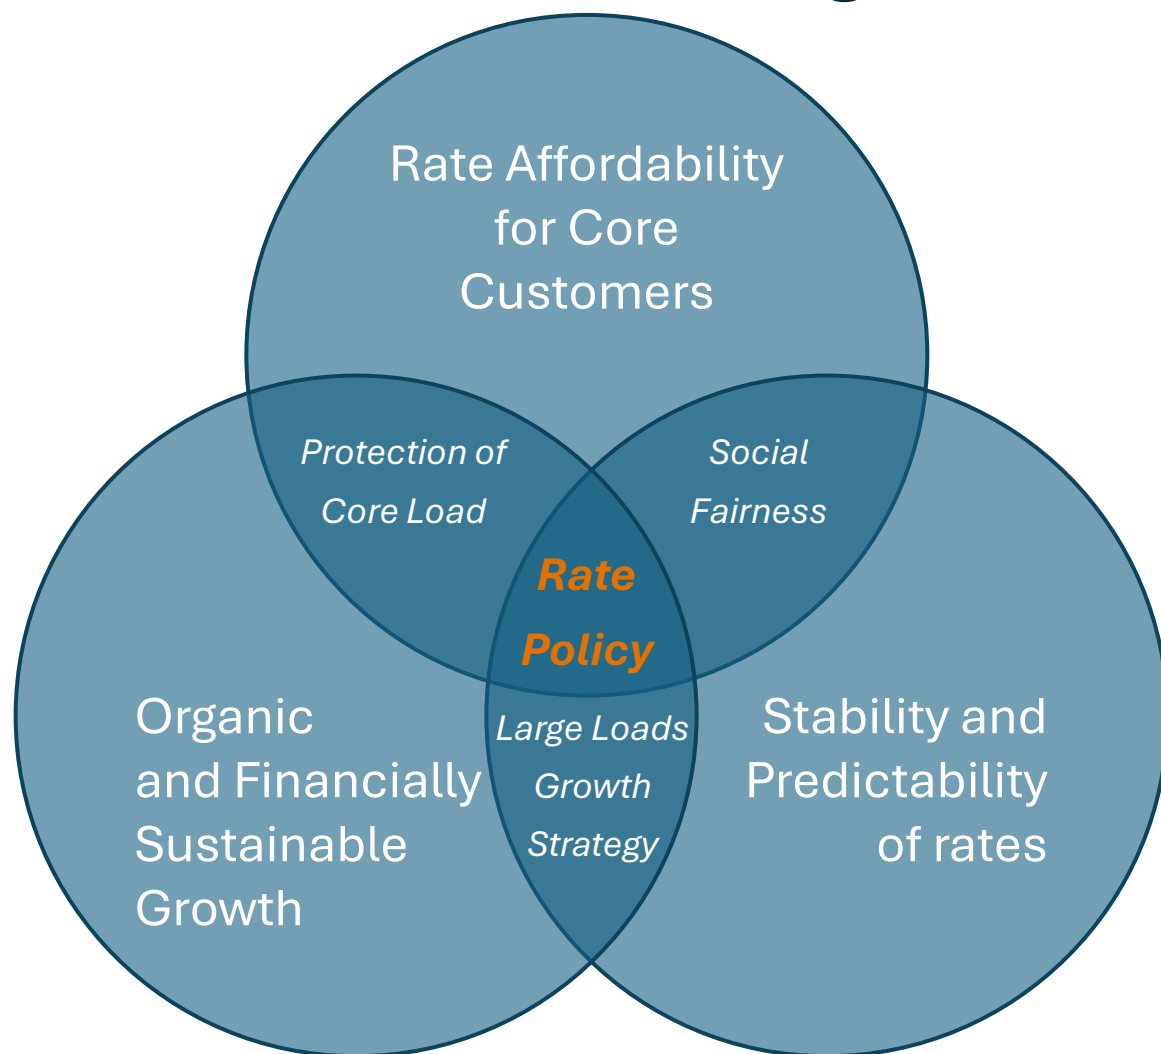 Rate Affordability
for Core
Customers
Protection of
Core Load
Social
Fairness
Rate
Policy
Organic
and Financially
Sustainable
Growth
Large Loads
Growth
Strategy
Stability and
Predictability
of rates